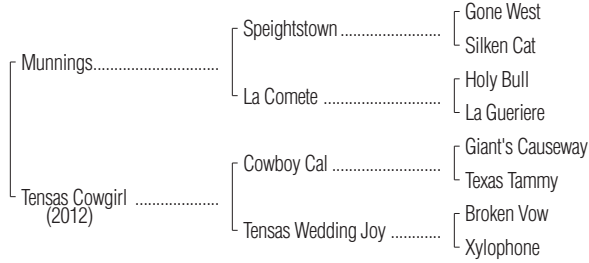 Gone West
Speightstown ....................
Silken Cat
Munnings.........................
Holy Bull
La Comete .......................
La Gueriere
Giant's Causeway
Cowboy Cal ......................
Texas Tammy
Tensas Cowgirl ................
(2012)
Broken Vow
Tensas Wedding Joy ...........
Xylophone